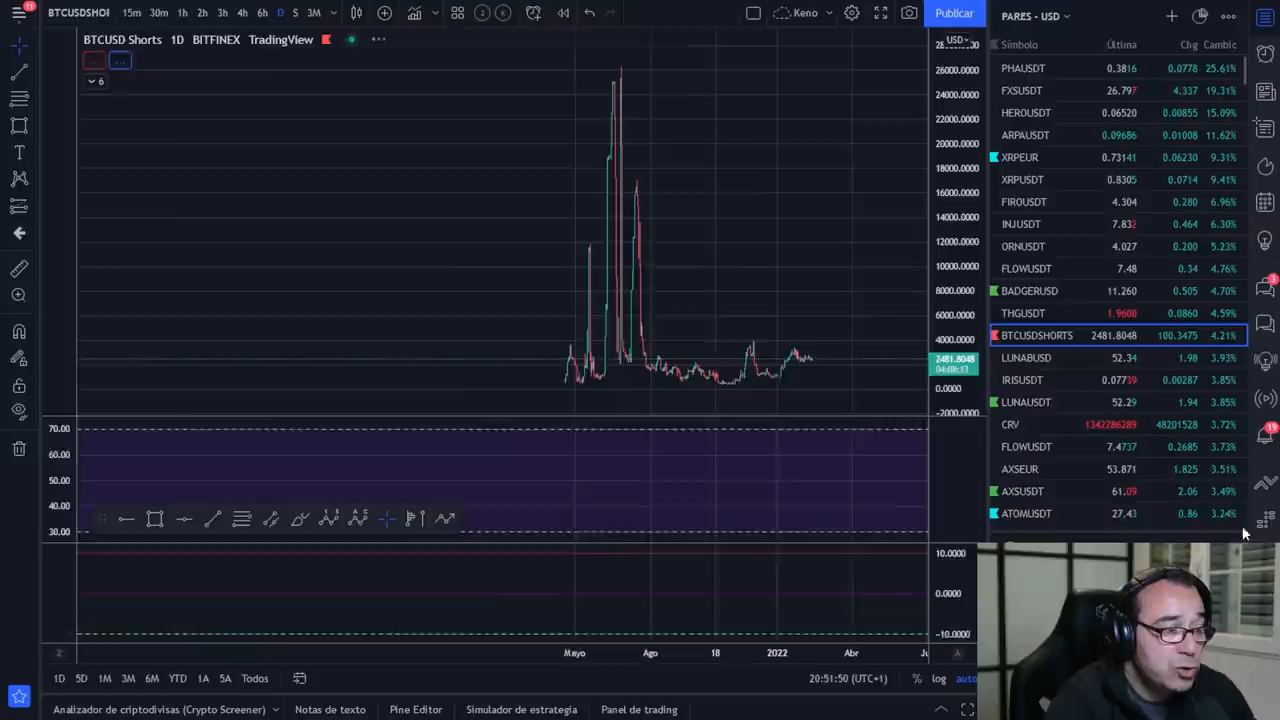 11
BTCUSDSHOF 15m 30m 1h 2h 3h 4h 6h D S 3M
Keno
Publicar
BTCUSD Shorts 1D BITFINEX TradingView
6
USD
26000.0000
24000.0000
22000.0000
20000.0000
18000.0000
16000.0000
14000.0000
12000.0000
10000.0000
8000.0000
6000.0000
4000.0000
2481.8048
04:08:13
0.0000
-2000.0000
70.00
60.00
50.00
40.00
30.00
10.0000
0.0000
-10.0000
Z Mayo Ago 18 2022 Abr A
1D 5D 1M 3M 6M YTD 1A 5A Todos
20:51:50 (UTC+1) % log auto
Analizador de criptodivisas (Crypto Screener) Notas de texto Pine Editor Simulador de estrategia Panel de trading
PARES - USD
Símbolo Última Chg Cambic
PHAUSDT 0.3816 0.0778 25.61%
FXSUSDT 26.797 4.337 19.31%
HEROUSDT 0.06520 0.00855 15.09%
ARPAUSDT 0.09686 0.01008 11.62%
XRPEUR 0.73141 0.06230 9.31%
XRPUSDT 0.8305 0.0714 9.41%
FIROUSDT 4.304 0.280 6.96%
INJUSDT 7.832 0.464 6.30%
ORNUSDT 4.027 0.200 5.23%
FLOWUSDT 7.48 0.34 4.76%
BADGERUSD 11.260 0.505 4.70%
THGUSDT 1.9600 0.0860 4.59%
BTCUSDSHORTS 2481.8048 100.3475 4.21%
LUNABUSD 52.34 1.98 3.93%
IRISUSDT 0.07739 0.00287 3.85%
LUNAUSDT 52.29 1.94 3.85%
CRV 1342286289 48201528 3.72%
FLOWUSDT 7.4737 0.2685 3.73%
AXSEUR 53.871 1.825 3.51%
AXSUSDT 61.09 2.06 3.49%
ATOMUSDT 27.43 0.86 3.24%
3
19